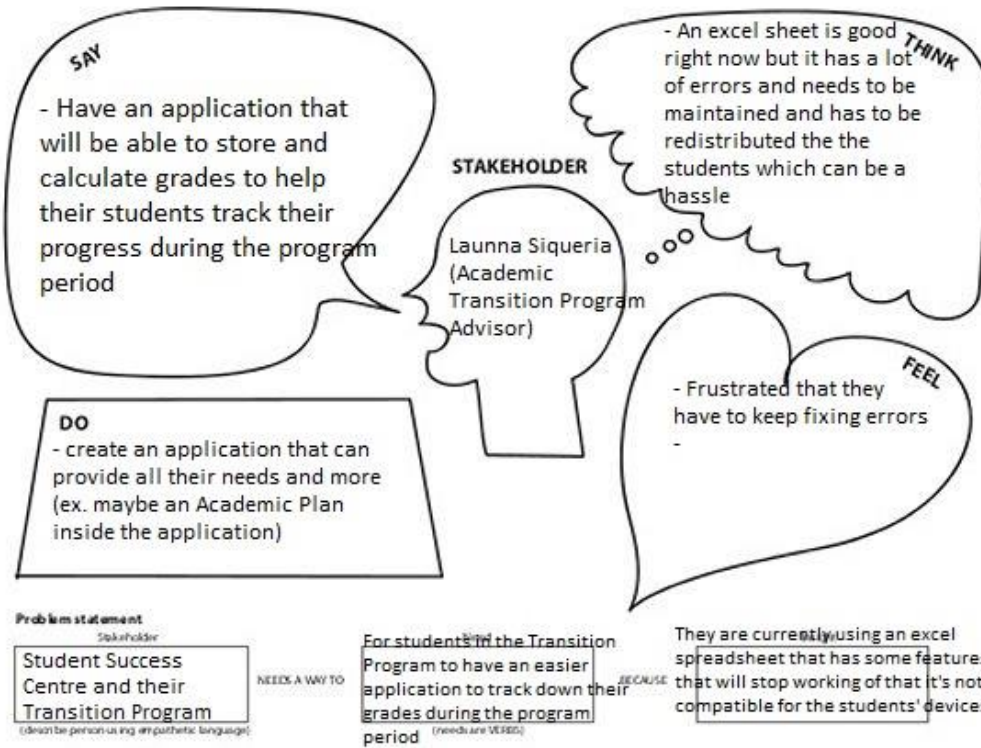 SAY
- Have an application that
will be able to store and
calculate grades to help
their students track their
progress during the program
period
- An excel sheet is good
right now but it has a lot
of errors and needs to be
maintained and has to be
redistributed the the
students which can be a
hassle
THINK
STAKEHOLDER
Launna Siqueria
(Academic
Transition Program
Advisor)
FEEL
- Frustrated that they
have to keep fixing errors
-
DO
- create an application that can
provide all their needs and more
(ex. maybe an Academic Plan
inside the application)
Problem statement
Stakeholder
Student Success
Centre and their
Transition Program
(describe person using empathetic language)
NEEDS A WAY TO
For students in the Transition
Program to have an easier
application to track down their
grades during the program
period
(needs are VERBS)
BECAUSE
They are currently using an excel
spreadsheet that has some features
that will stop working of that it's not
compatible for the students' devices